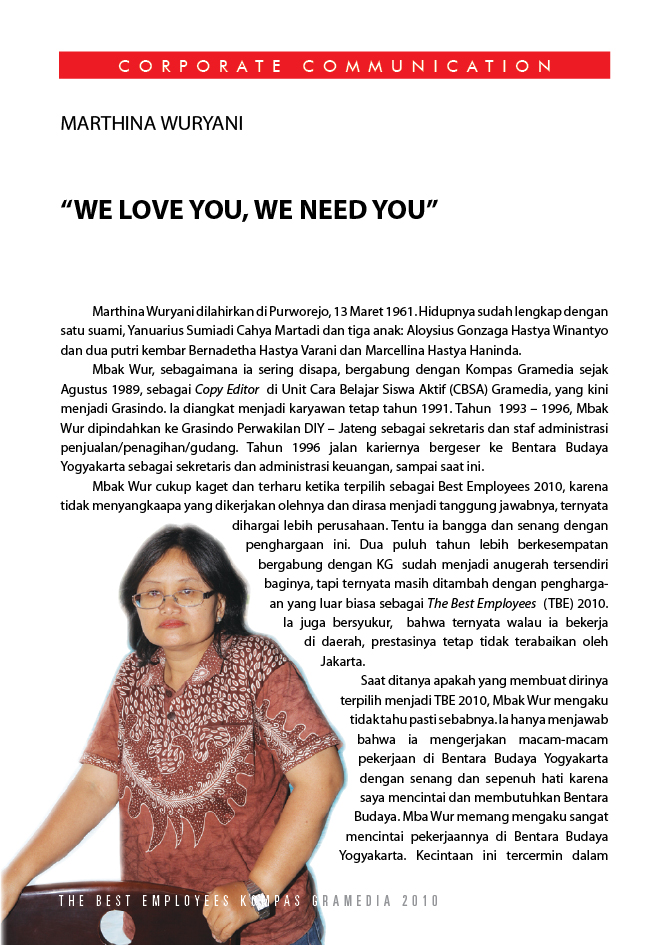 CORPORATE COMMUNICATION
MARTHINA WURYANI
“WE LOVE YOU, WE NEED YOU”
Marthina Wuryani dilahirkan di Purworejo, 13 Maret 1961. Hidupnya sudah lengkap dengan
satu suami, Yanuarius Sumiadi Cahya Martadi dan tiga anak: Aloysius Gonzaga Hastya Winantyo
dan dua putri kembar Bernadetha Hastya Varani dan Marcellina Hastya Haninda.
Mbak Wur, sebagaimana ia sering disapa, bergabung dengan Kompas Gramedia sejak
Agustus 1989, sebagai Copy Editor di Unit Cara Belajar Siswa Aktif (CBSA) Gramedia, yang kini
menjadi Grasindo. Ia diangkat menjadi karyawan tetap tahun 1991. Tahun 1993 – 1996, Mbak
Wur dipindahkan ke Grasindo Perwakilan DIY – Jateng sebagai sekretaris dan staf administrasi
penjualan/penagihan/gudang. Tahun 1996 jalan kariernya bergeser ke Bentara Budaya
Yogyakarta sebagai sekretaris dan administrasi keuangan, sampai saat ini.
Mbak Wur cukup kaget dan terharu ketika terpilih sebagai Best Employees 2010, karena
tidak menyangkaapa yang dikerjakan olehnya dan dirasa menjadi tanggung jawabnya, ternyata
dihargai lebih perusahaan. Tentu ia bangga dan senang dengan
penghargaan ini. Dua puluh tahun lebih berkesempatan
bergabung dengan KG sudah menjadi anugerah tersendiri
baginya, tapi ternyata masih ditambah dengan pengharga-
an yang luar biasa sebagai The Best Employees (TBE) 2010.
Ia juga bersyukur, bahwa ternyata walau ia bekerja
di daerah, prestasinya tetap tidak terabaikan oleh
Jakarta.
Saat ditanya apakah yang membuat dirinya
terpilih menjadi TBE 2010, Mbak Wur mengaku
tidak tahu pasti sebabnya. Ia hanya menjawab
bahwa ia mengerjakan macam-macam
pekerjaan di Bentara Budaya Yogyakarta
dengan senang dan sepenuh hati karena
saya mencintai dan membutuhkan Bentara
Budaya. Mba Wur memang mengaku sangat
mencintai pekerjaannya di Bentara Budaya
Yogyakarta. Kecintaan ini tercermin dalam
THE BEST EMPLOYEES KOMPAS GRAMEDIA 2010